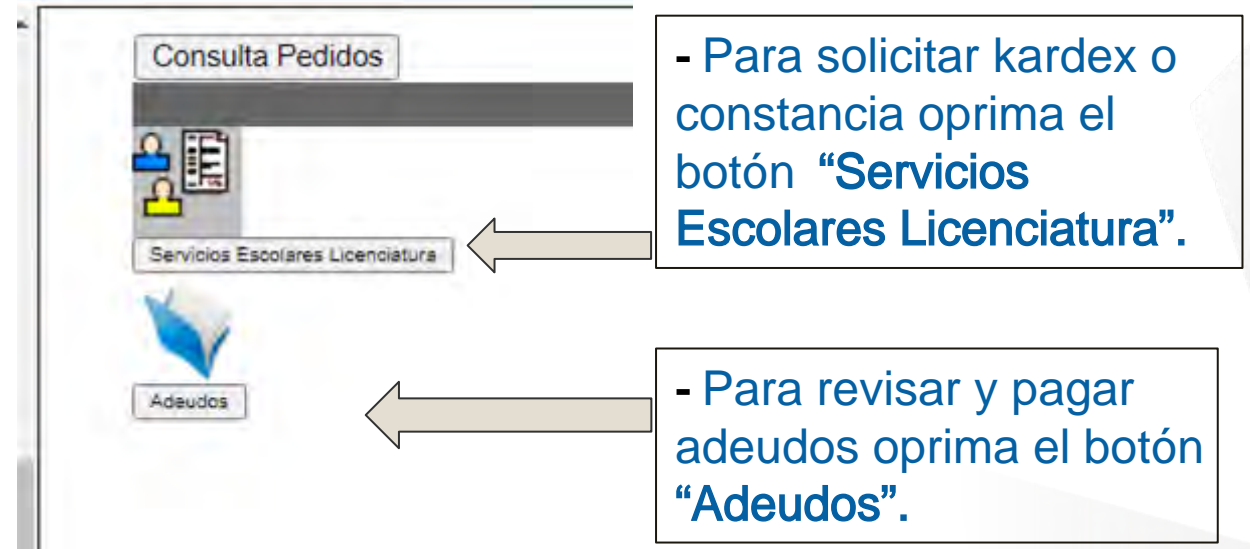 Consulta Pedidos
Servicios Escolares Licenciatura
Adeudos
- Para solicitar kardex o
constancia oprima el
botón “Servicios
Escolares Licenciatura”.
- Para revisar y pagar
adeudos oprima el botón
“Adeudos”.